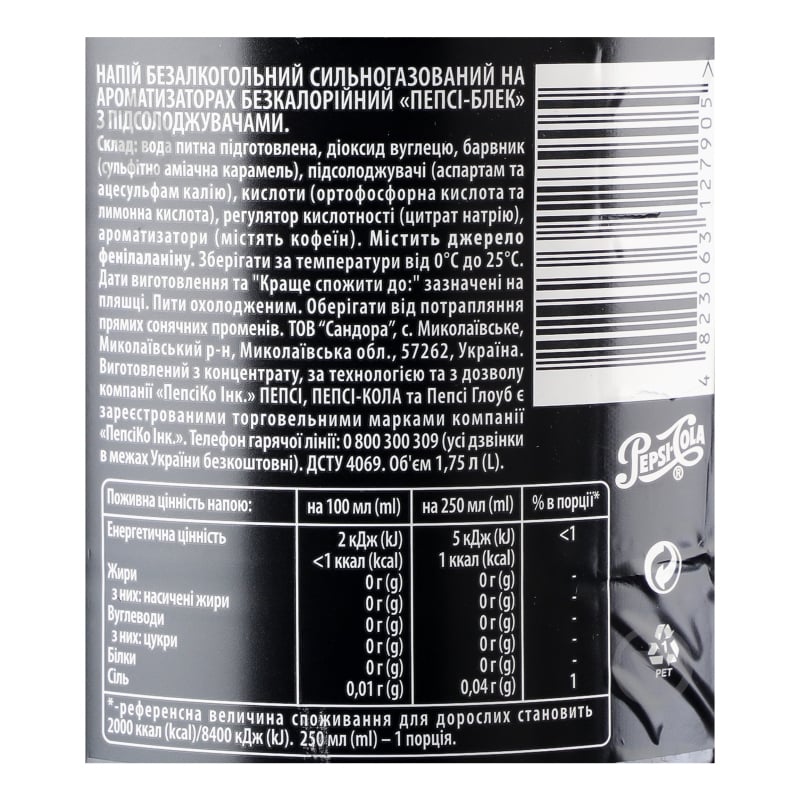 НАПІЙ БЕЗАЛКОГОЛЬНИЙ СИЛЬНОГАЗОВАНИЙ НА
АРОМАТИЗАТОРАХ БЕЗКАЛОРІЙНИЙ «ПЕПСІ-БЛЕК»
З ПІДСОЛОДЖУВАЧАМИ.
Склад: вода питна підготовлена, діоксид вуглецю, барвник
(сульфітно аміачна карамель), підсолоджувачі (аспартам та
ацесульфам калію), кислоти (ортофосфорна кислота та
лимонна кислота), регулятор кислотності (цитрат натрію),
ароматизатори (містять кофеїн). Містить джерело
фенілаланіну. Зберігати за температури від 0°С до 25°С.
Дати виготовлення та "Краще спожити до:" зазначені на
пляшці. Пити охолодженим. Оберігати від потрапляння
прямих сонячних променів. ТОВ "Сандора", с. Миколаївське,
Миколаївський р-н, Миколаївська обл., 57262, Україна.
Виготовлений з концентрату, за технологією та з дозволу
компанії «ПепсіКо Інк.» ПЕПСІ, ПЕПСІ-КОЛА та Пепсі Глоуб є
зареєстрованими торговельними марками компанії
«ПепсіКо Інк.». Телефон гарячої лінії: 0 800 300 309 (усі дзвінки
в межах України безкоштовні). ДСТУ 4069. Об'єм 1,75 л (L).
4 823063 127905 >
PEPSI-COLA ®
Поживна цінність напою: на 100 мл (ml) на 250 мл (ml) % в порції*
Енергетична цінність 2 кДж (kJ) 5 кДж (kJ) <1
<1 ккал (kcal) 1 ккал (kcal)
Жири 0 г (g) 0 г (g) -
з них: насичені жири 0 г (g) 0 г (g) -
Вуглеводи 0 г (g) 0 г (g) -
з них: цукри 0 г (g) 0 г (g) -
Білки 0 г (g) 0 г (g) -
Сіль 0,01 г (g) 0,04 г (g) 1
*-референсна величина споживання для дорослих становить
2000 ккал (kcal)/8400 кДж (kJ). 250 мл (ml) – 1 порція.
1
PET